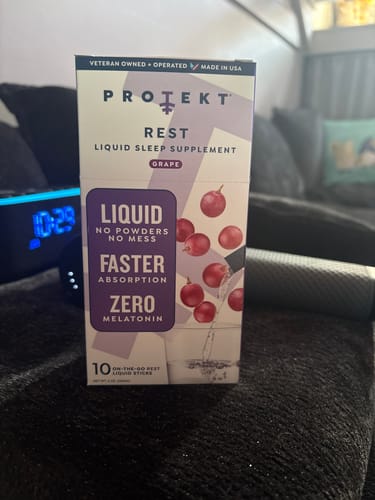 VETERAN OWNED + OPERATED MADE IN USA
PROTEKT
REST
LIQUID SLEEP SUPPLEMENT
GRAPE
LIQUID
NO POWDERS
NO MESS
FASTER
ABSORPTION
ZERO
MELATONIN
10 ON-THE-GO REST
LIQUID STICKS
10:29